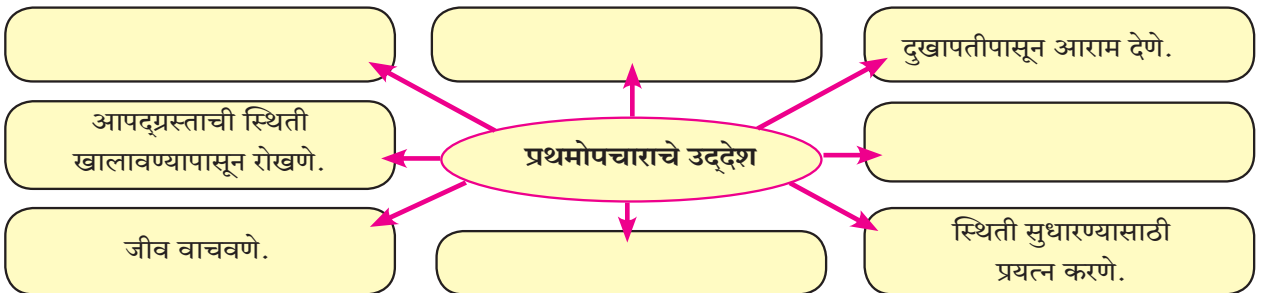 दुखापतीपासून आराम देणे.
आपद्‌ग्रस्ताची स्थिती
खालावण्यापासून रोखणे.
प्रथमोपचाराचे उद्‌देश
जीव वाचवणे.
स्थिती सुधारण्यासाठी
प्रयत्न करणे.